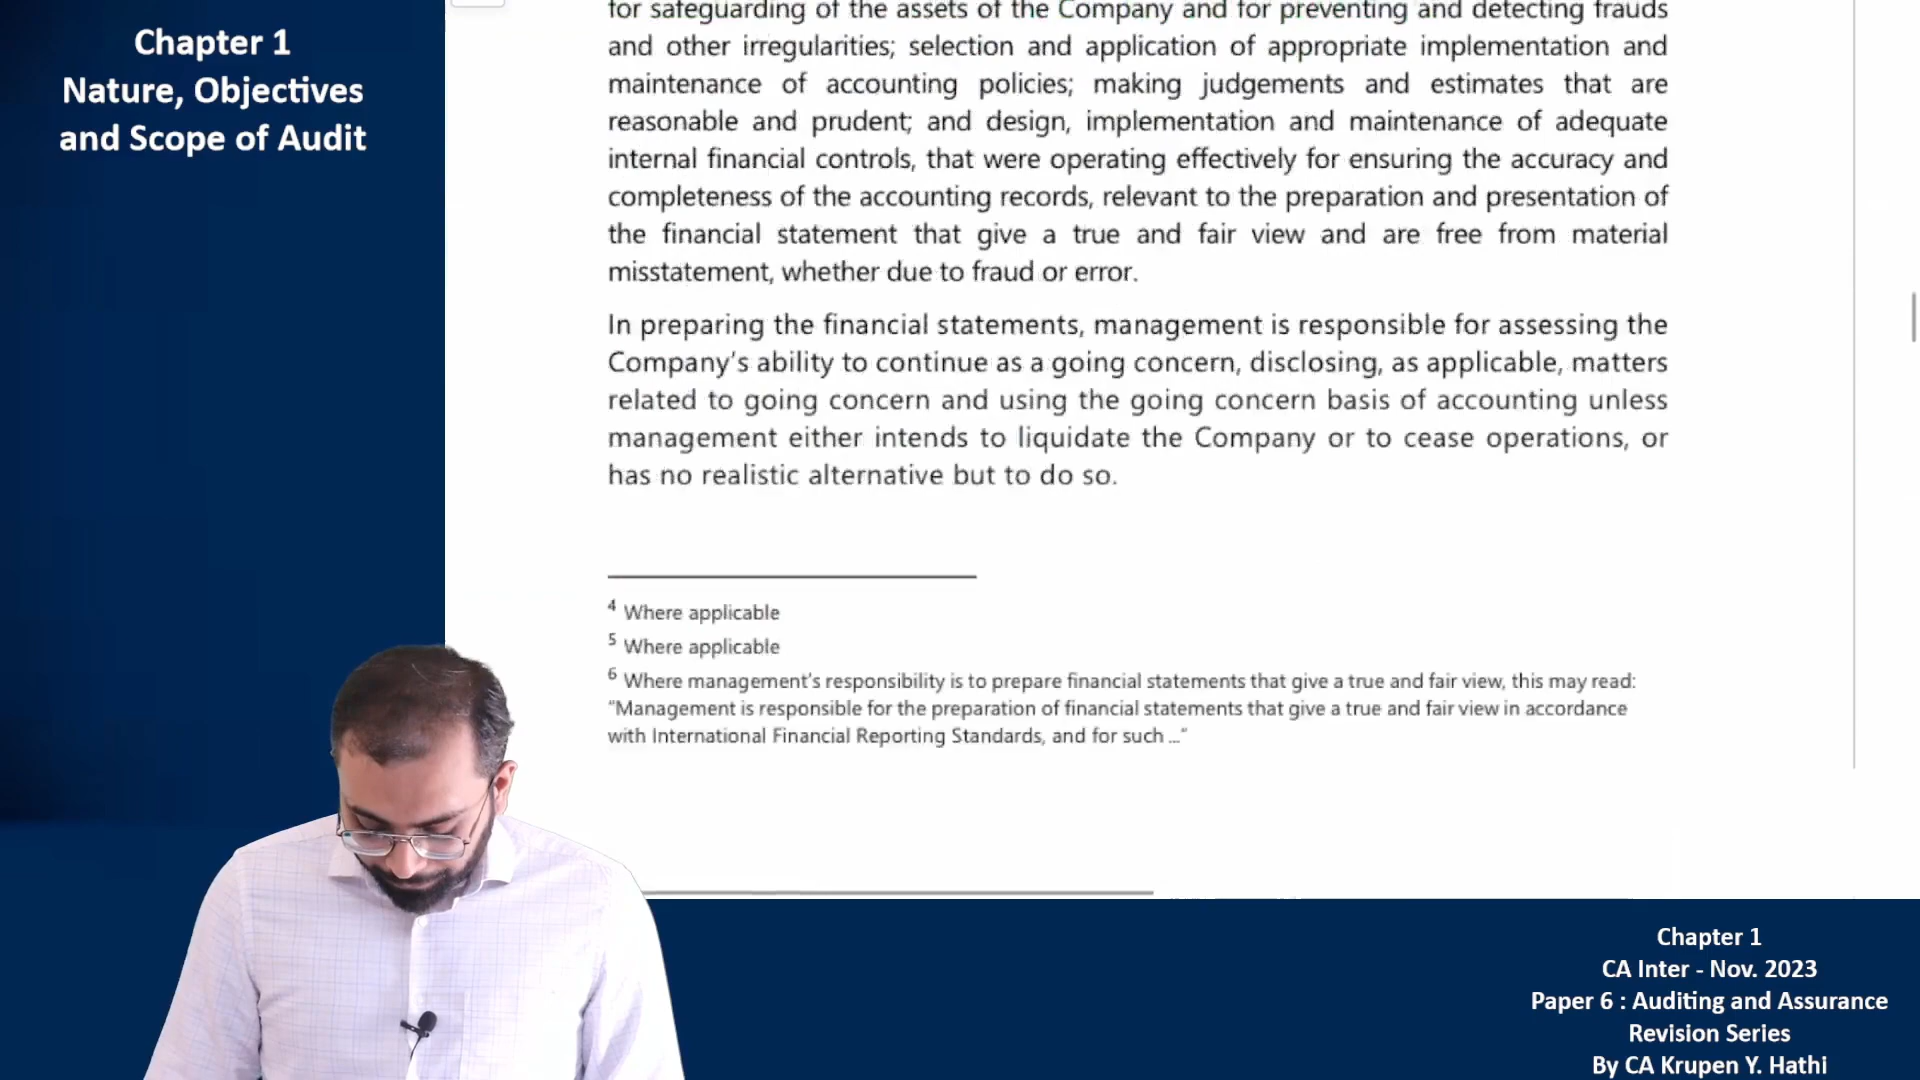 Chapter 1
Nature, Objectives
and Scope of Audit
for safeguarding of the assets of the Company and for preventing and detecting frauds
and other irregularities; selection and application of appropriate implementation and
maintenance of accounting policies; making judgements and estimates that are
reasonable and prudent; and design, implementation and maintenance of adequate
internal financial controls, that were operating effectively for ensuring the accuracy and
completeness of the accounting records, relevant to the preparation and presentation of
the financial statement that give a true and fair view and are free from material
misstatement, whether due to fraud or error.
In preparing the financial statements, management is responsible for assessing the
Company’s ability to continue as a going concern, disclosing, as applicable, matters
related to going concern and using the going concern basis of accounting unless
management either intends to liquidate the Company or to cease operations, or
has no realistic alternative but to do so.
4 Where applicable
5 Where applicable
6 Where management’s responsibility is to prepare financial statements that give a true and fair view, this may read:
“Management is responsible for the preparation of financial statements that give a true and fair view in accordance
with International Financial Reporting Standards, and for such ...”
Chapter 1
CA Inter - Nov. 2023
Paper 6 : Auditing and Assurance
Revision Series
By CA Krupen Y. Hathi